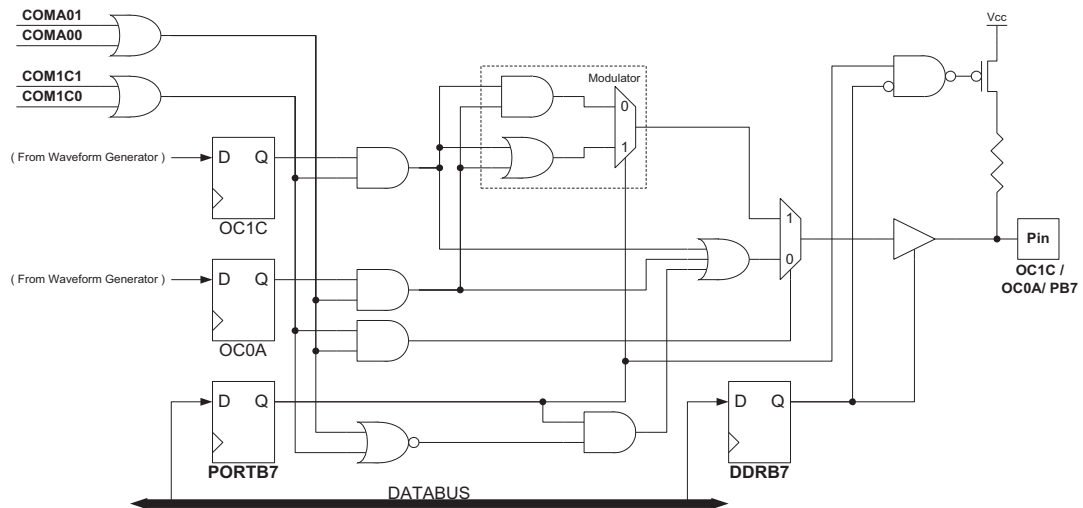 COMA01
COMA00
Vcc
COM1C1
COM1C0
Modulator
0
1
( From Waveform Generator )
D Q
OC1C
1
0
Pin
OC1C /
OC0A/ PB7
( From Waveform Generator )
D Q
OC0A
D Q
PORTB7
D Q
DDRB7
DATABUS